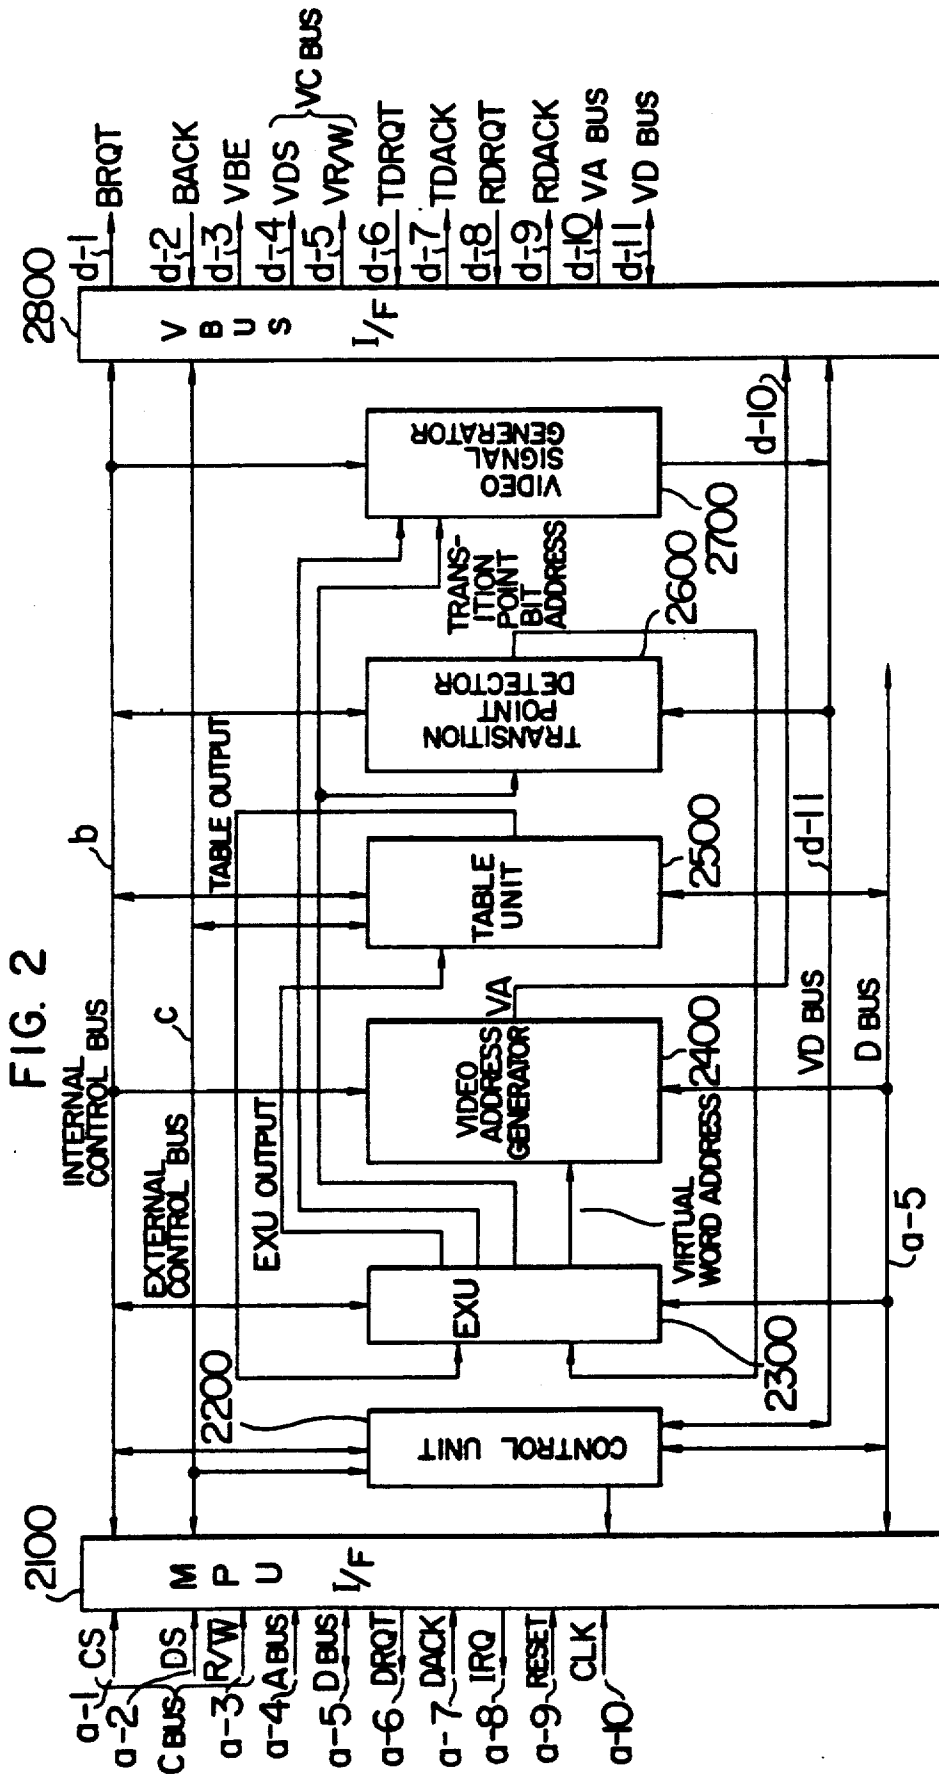 FIG. 2
2100
MPU I/F
a-1 CS
a-2 DS
C BUS
a-3 R/W
a-4 A BUS
a-5 D BUS
a-6 DRQT
a-7 DACK
a-8 IRQ
a-9 RESET
a-10 CLK
INTERNAL
CONTROL BUS
b
EXTERNAL
CONTROL BUS
c
2200
CONTROL UNIT
EXU OUTPUT
EXU
2300
VIRTUAL
WORD ADDRESS
VIDEO
ADDRESS
GENERATOR
VA
2400
TABLE OUTPUT
TABLE
UNIT
2500
TRANSITION
POINT
DETECTOR
2600
TRANS-
ITION
POINT
BIT
ADDRESS
VIDEO
SIGNAL
GENERATOR
2700
VD BUS
d-11
D BUS
a-5
d-10
2800
V BUS I/F
d-1 BRQT
d-2 BACK
d-3 VBE
d-4 VDS
d-5 VR/W
VC BUS
d-6 TDRQT
d-7 TDACK
d-8 RDRQT
d-9 RDACK
d-10 VA BUS
d-11 VD BUS